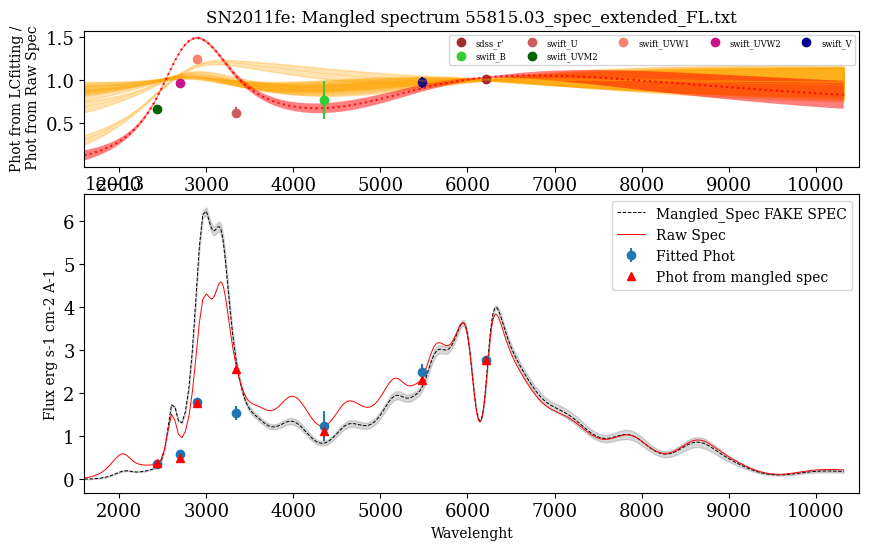 SN2011fe: Mangled spectrum 55815.03_spec_extended_FL.txt
Phot from LCfitting /
Phot from Raw Spec
1.5
1.0
0.5
sdss_r'
swift_U
swift_UVW1
swift_UVW2
swift_V
swift_B
swift_UVM2
2000 3000 4000 5000 6000 7000 8000 9000 10000
1e−13
Flux erg s-1 cm-2 A-1
6
5
4
3
2
1
0
Mangled_Spec FAKE SPEC
Raw Spec
Fitted Phot
Phot from mangled spec
2000 3000 4000 5000 6000 7000 8000 9000 10000
Wavelenght